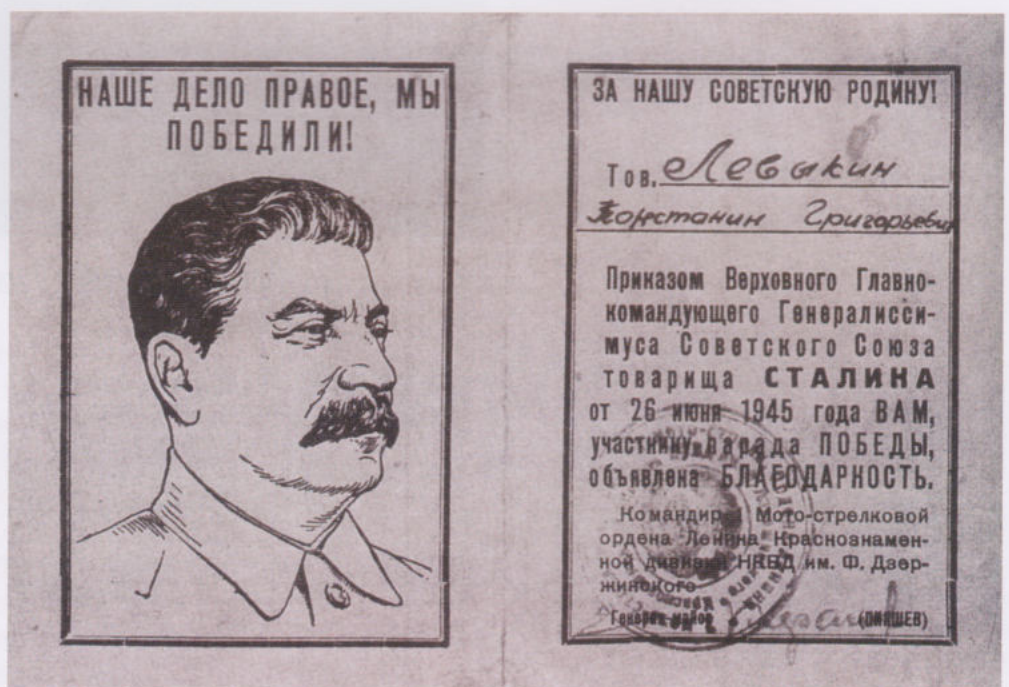 НАШЕ ДЕЛО ПРАВОЕ, МЫ
ПОБЕДИЛИ!
ЗА НАШУ СОВЕТСКУЮ РОДИНУ!
Тов. Левыкин
Констанин Григорьевич
Приказом Верховного Главно-
командующего Генералисси-
муса Советского Союза
товарища СТАЛИНА
от 26 июня 1945 года ВАМ,
участнику парада ПОБЕДЫ,
объявлена БЛАГОДАРНОСТЬ.
Командир Мото-стрелковой
ордена Ленина Краснознамен-
ной дивизии НКВД им. Ф. Дзер-
жинского
Генерал-майор (ПИЯШЕВ)